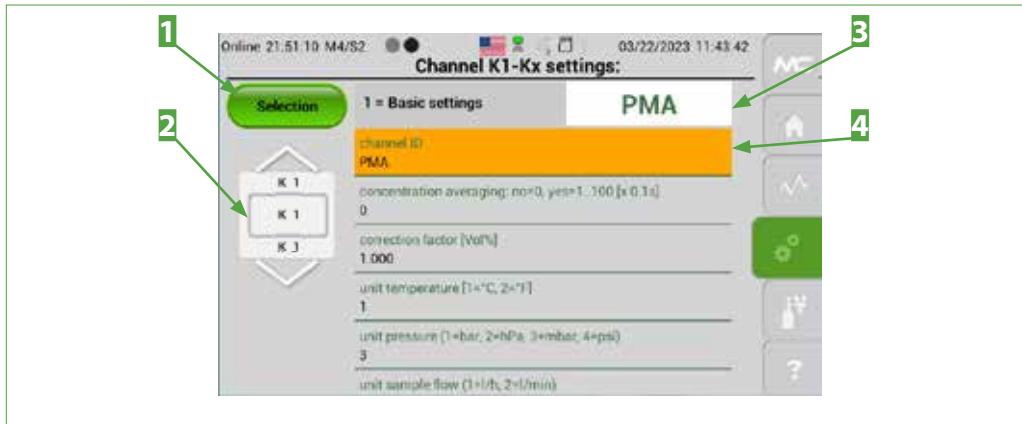 1
2
3
4
Online 21.51.10 M4/S2 03/22/2023 11:43:42
Channel K1-Kx settings:
Selection
1 = Basic settings
PMA
channel ID
PMA
K 1
K 1
concentration averaging: no=0, yes=1..100 [x 0.1s]
0
correction factor [Vol%]
1.000
unit temperature [1=°C, 2=°F]
1
unit pressure (1=bar, 2=hPa, 3=mbar, 4=psi)
3
unit sample flow (1=l/h, 2=l/min)
?